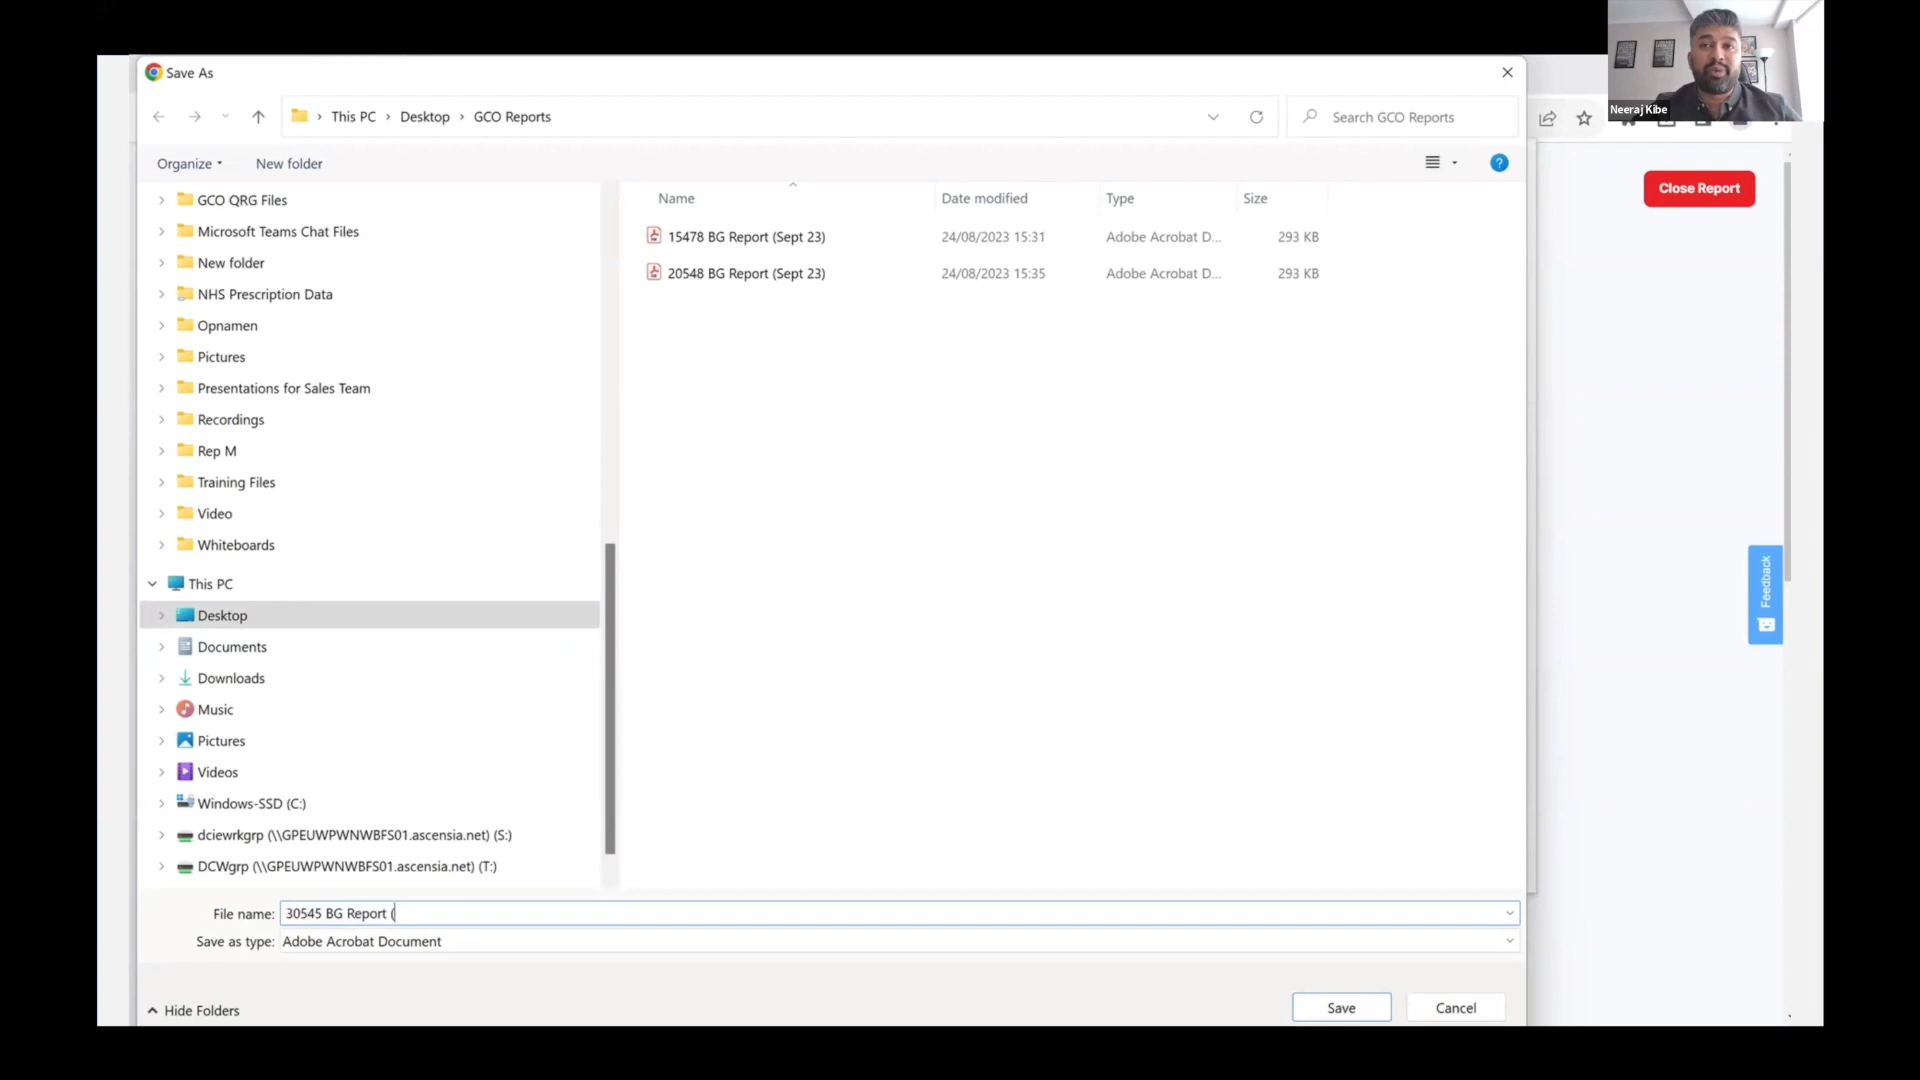 Save As
This PC > Desktop > GCO Reports
Search GCO Reports
Neeraj Kibe
Organize
New folder
?
Close Report
GCO QRG Files
Microsoft Teams Chat Files
New folder
NHS Prescription Data
Opnamen
Pictures
Presentations for Sales Team
Recordings
Rep M
Training Files
Video
Whiteboards
This PC
Desktop
Documents
Downloads
Music
Pictures
Videos
Windows-SSD (C:)
dciewrkgrp (\\GPEUWPWNWBFS01.ascensia.net) (S:)
DCWgrp (\\GPEUWPWNWBFS01.ascensia.net) (T:)
Name Date modified Type Size
15478 BG Report (Sept 23) 24/08/2023 15:31 Adobe Acrobat D... 293 KB
20548 BG Report (Sept 23) 24/08/2023 15:35 Adobe Acrobat D... 293 KB
Feedback
File name: 30545 BG Report (
Save as type: Adobe Acrobat Document
Hide Folders
Save
Cancel